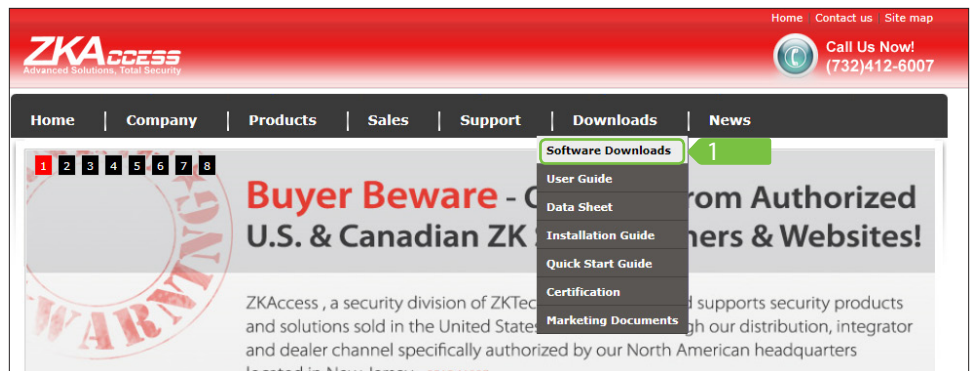 Home Contact us Site map
ZKAccess
Advanced Solutions, Total Security
Call Us Now!
(732)412-6007
Home | Company | Products | Sales | Support | Downloads | News
Software Downloads 1
User Guide
Data Sheet
Installation Guide
Quick Start Guide
Certification
Marketing Documents
1 2 3 4 5 6 7 8
WARNING
Buyer Beware - om Authorized
U.S. & Canadian ZK ners & Websites!
ZKAccess , a security division of ZKTec d supports security products
and solutions sold in the United State gh our distribution, integrator
and dealer channel specifically authorized by our North American headquarters